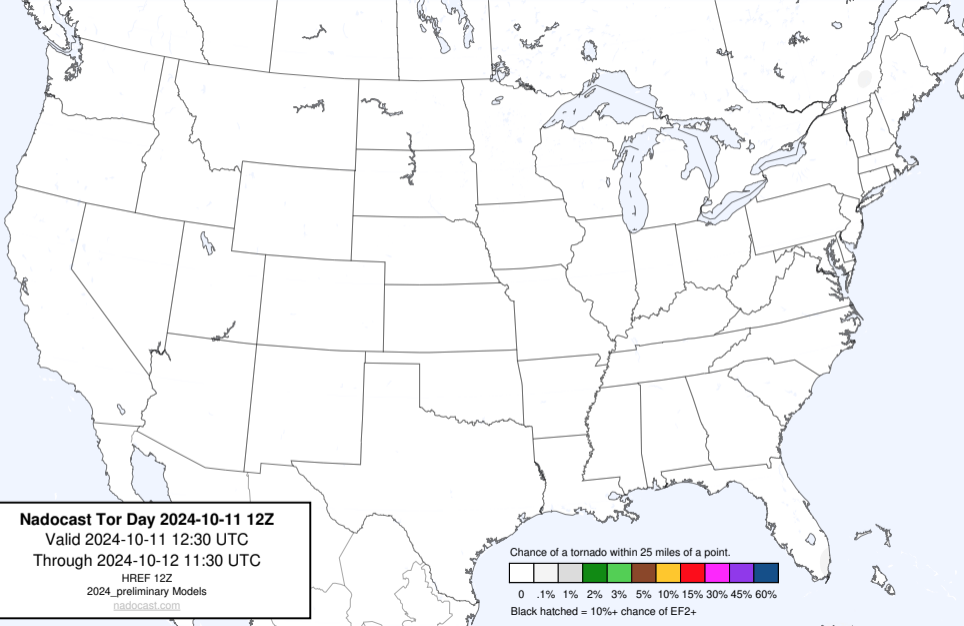 Nadocast Tor Day 2024-10-11 12Z
Valid 2024-10-11 12:30 UTC
Through 2024-10-12 11:30 UTC
HREF 12Z
2024_preliminary Models
nadocast.com
Chance of a tornado within 25 miles of a point.
0 .1% 1% 2% 3% 5% 10% 15% 30% 45% 60%
Black hatched = 10%+ chance of EF2+